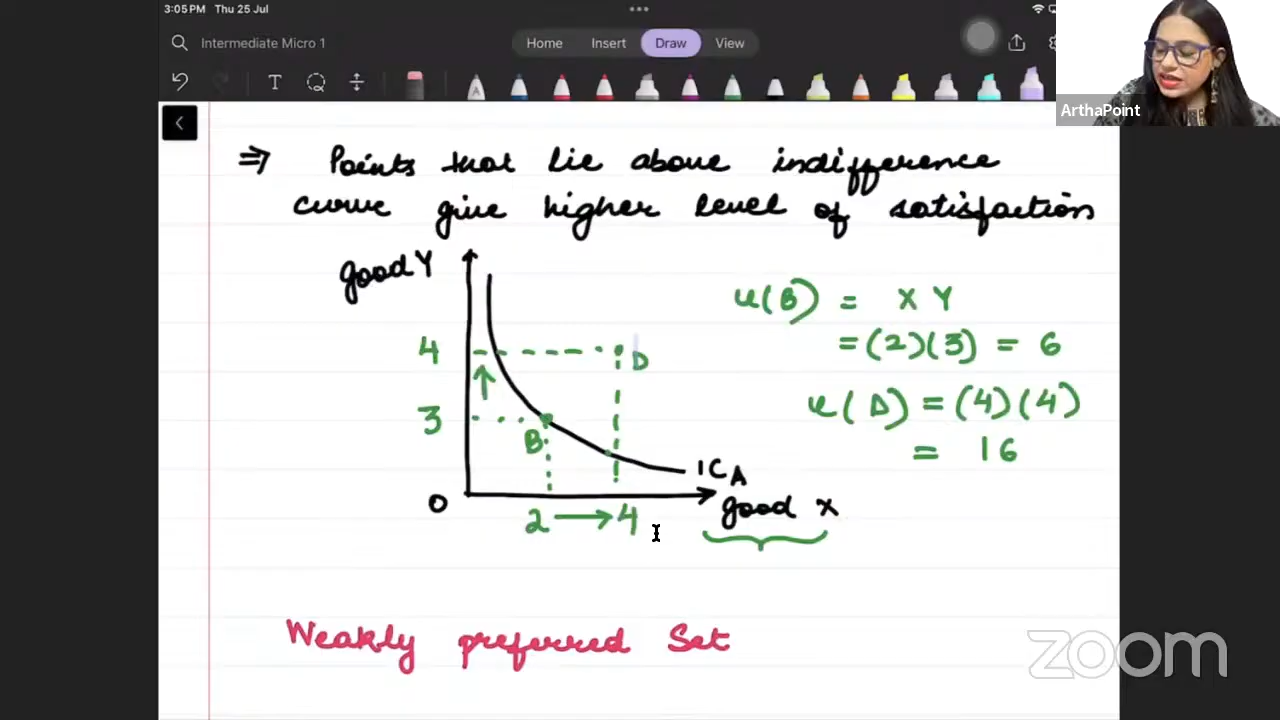 3:05 PM Thu 25 Jul
Intermediate Micro 1
Home Insert Draw View
T
A
ArthaPoint
⇒ Points that lie above indifference
curve give higher level of satisfaction
good Y
4
3
D
B
IC A
O
2 → 4
good x
u(B) = X Y
= (2)(3) = 6
u(D) = (4)(4)
= 16
Weakly preferred Set
zoom